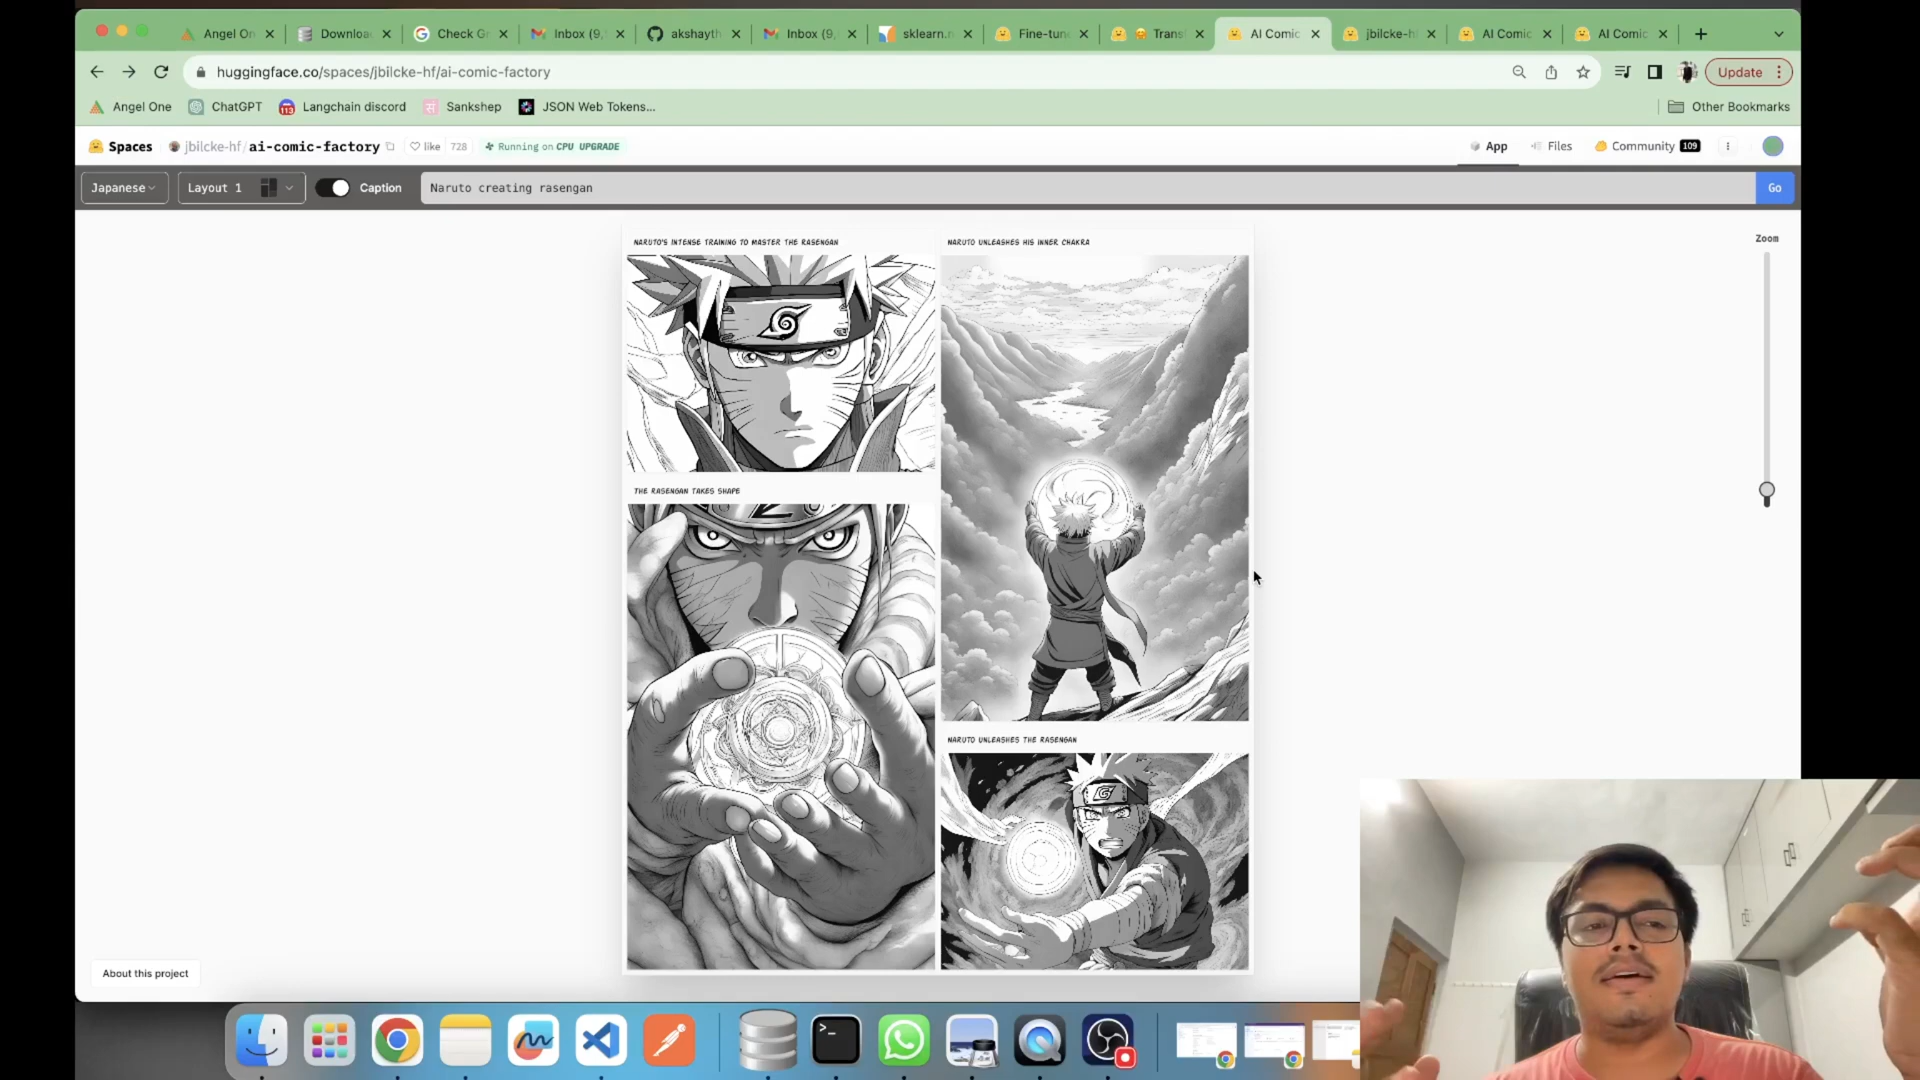 Angel On
Downloa
Check Gr
Inbox (9,
akshayth
Inbox (9,
sklearn.n
Fine-tun
Transf
AI Comic
jbilcke-h
AI Comic
AI Comic
huggingface.co/spaces/jbilcke-hf/ai-comic-factory
Update
Angel One
ChatGPT
113
Langchain discord
Sankshep
JSON Web Tokens...
Other Bookmarks
Spaces
jbilcke-hf/ai-comic-factory
like 728
Running on CPU UPGRADE
App
Files
Community 109
Japanese
Layout 1
Caption
Naruto creating rasengan
Go
Zoom
NARUTO'S INTENSE TRAINING TO MASTER THE RASENGAN
NARUTO UNLEASHES HIS INNER CHAKRA
THE RASENGAN TAKES SHAPE
NARUTO UNLEASHES THE RASENGAN
About this project